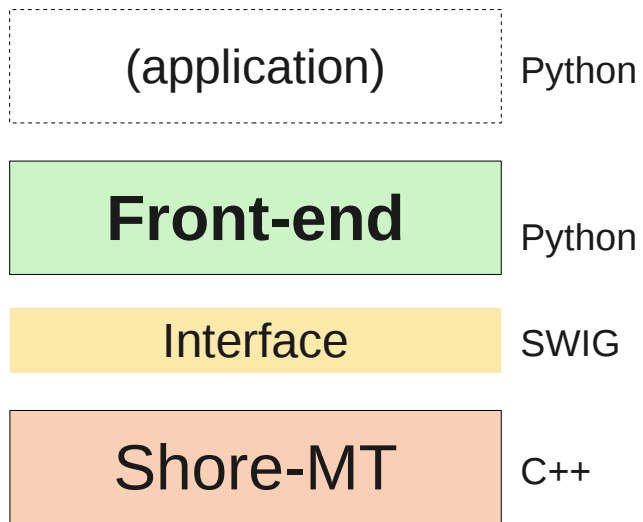 (application) Python
Front-end Python
Interface SWIG
Shore-MT C++